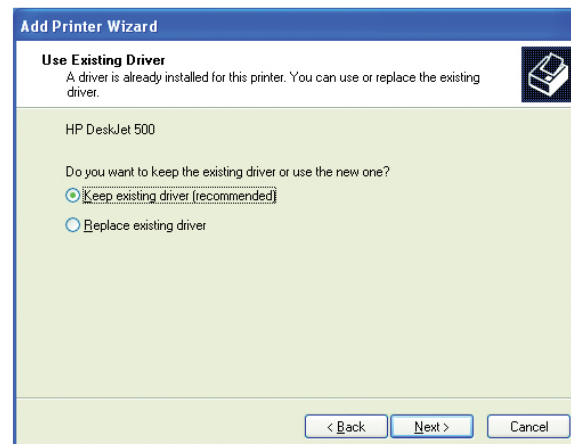 Add Printer Wizard
Use Existing Driver
A driver is already installed for this printer. You can use or replace the existing
driver.
HP DeskJet 500
Do you want to keep the existing driver or use the new one?
Keep existing driver (recommended)
Replace existing driver
< Back
Next >
Cancel